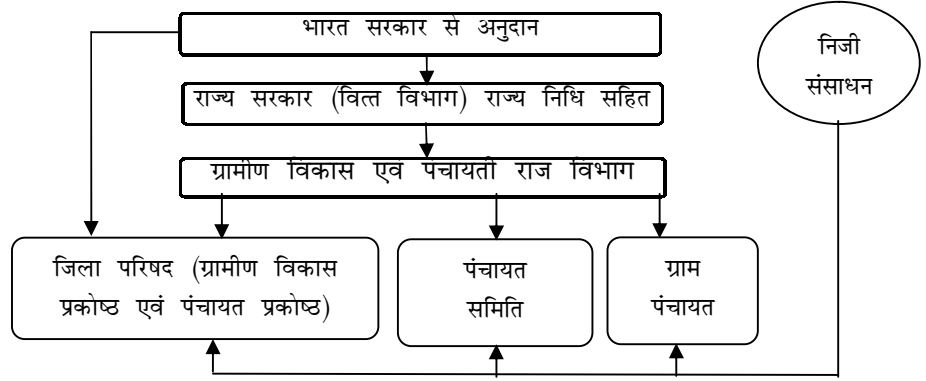 भारत सरकार से अनुदान
निजी
संसाधन
राज्य सरकार (वित्त विभाग) राज्य निधि सहित
ग्रामीण विकास एवं पंचायती राज विभाग
जिला परिषद (ग्रामीण विकास
प्रकोष्ठ एवं पंचायत प्रकोष्ठ)
पंचायत
समिति
ग्राम
पंचायत